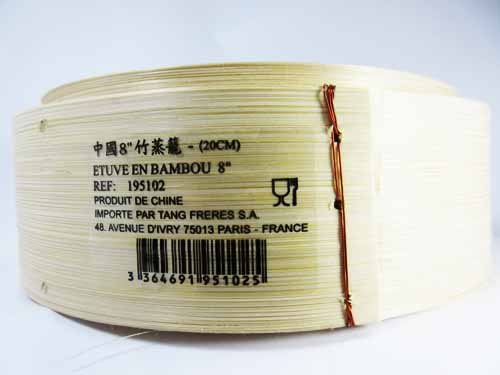 中國8"竹蒸籠 - (20CM)
ETUVE EN BAMBOU 8"
REF: 195102
PRODUIT DE CHINE
IMPORTE PAR TANG FRERES S.A.
48. AVENUE D'IVRY 75013 PARIS - FRANCE
3 364691 951025